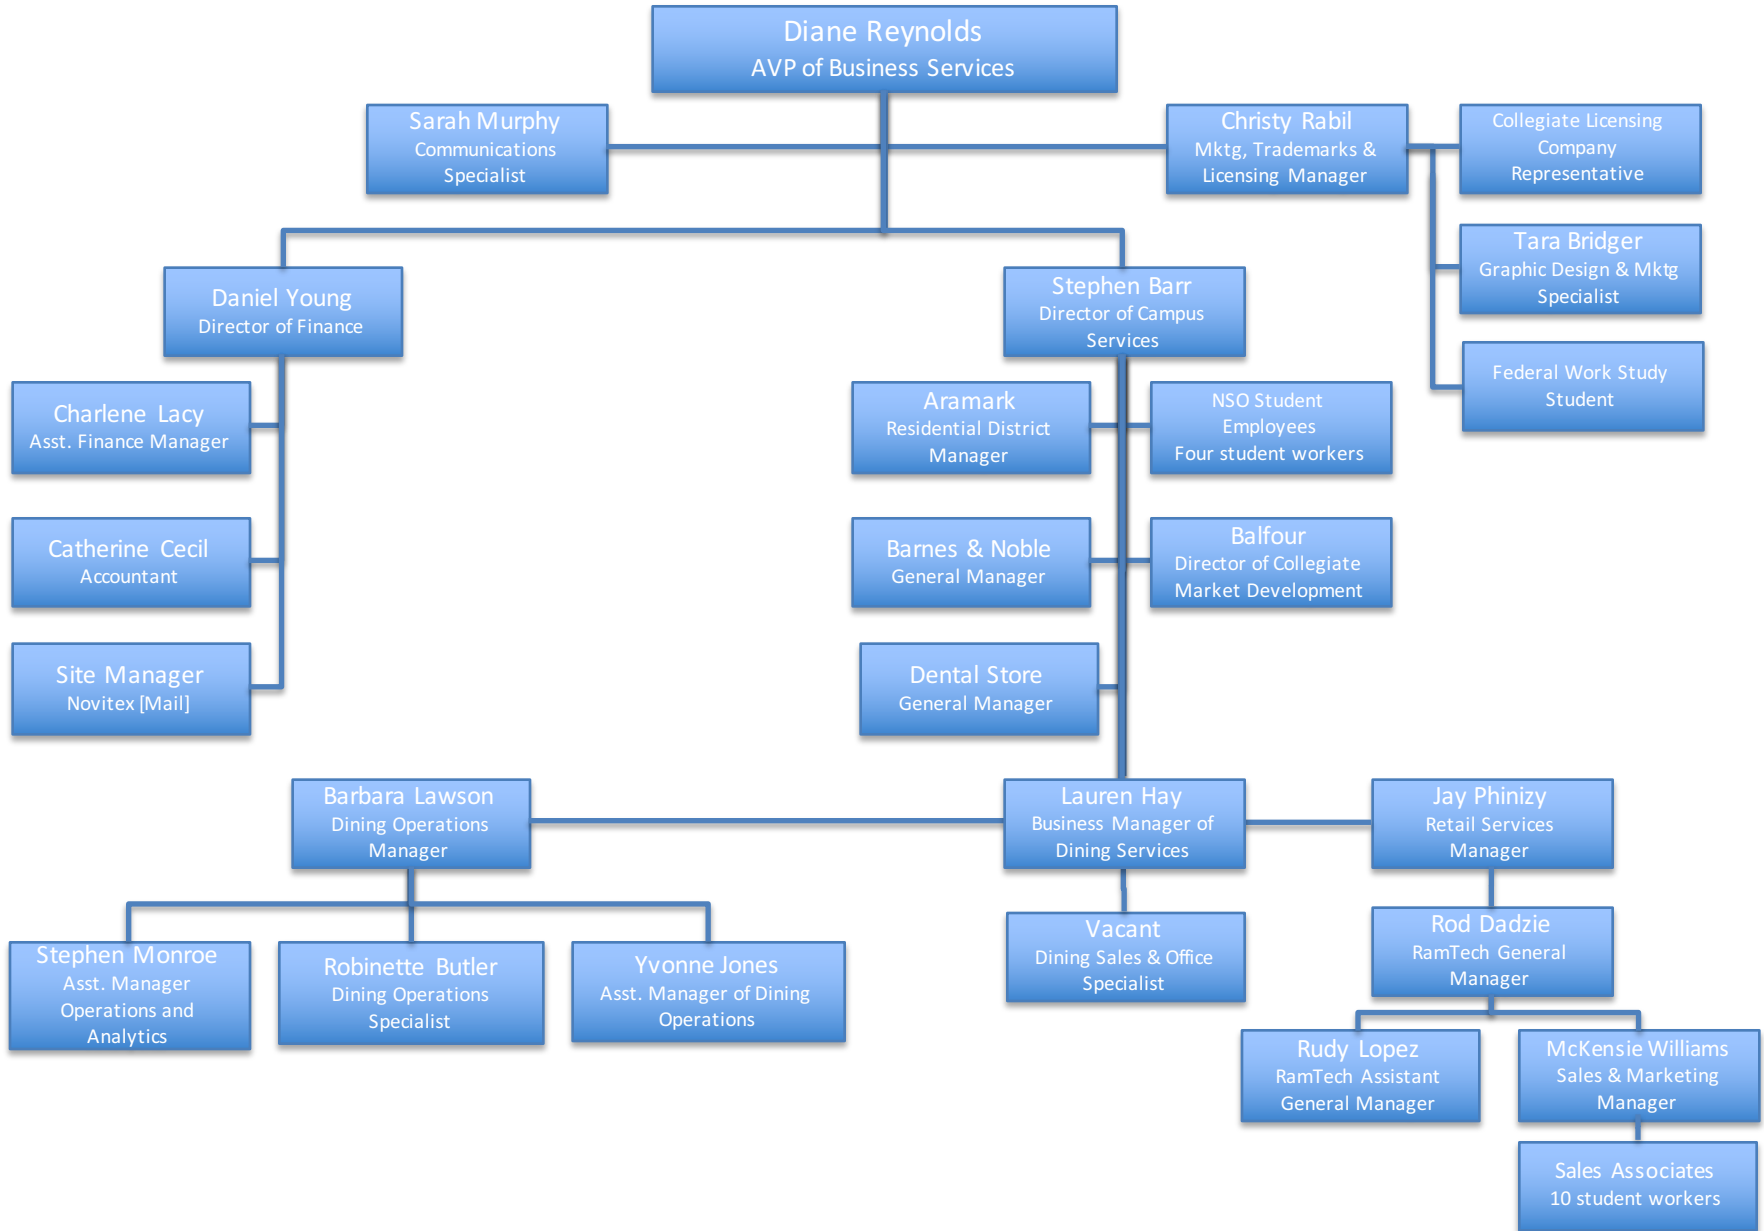 Diane Reynolds
AVP of Business Services
Sarah Murphy
Communications
Specialist
Christy Rabil
Mktg, Trademarks &
Licensing Manager
Collegiate Licensing
Company
Representative
Tara Bridger
Graphic Design & Mktg
Specialist
Federal Work Study
Student
Daniel Young
Director of Finance
Stephen Barr
Director of Campus
Services
Charlene Lacy
Asst. Finance Manager
Catherine Cecil
Accountant
Site Manager
Novitex [Mail]
Aramark
Residential District
Manager
NSO Student
Employees
Four student workers
Barnes & Noble
General Manager
Balfour
Director of Collegiate
Market Development
Dental Store
General Manager
Barbara Lawson
Dining Operations
Manager
Lauren Hay
Business Manager of
Dining Services
Jay Phinizy
Retail Services
Manager
Stephen Monroe
Asst. Manager
Operations and
Analytics
Robinette Butler
Dining Operations
Specialist
Yvonne Jones
Asst. Manager of Dining
Operations
Vacant
Dining Sales & Office
Specialist
Rod Dadzie
RamTech General
Manager
Rudy Lopez
RamTech Assistant
General Manager
McKensie Williams
Sales & Marketing
Manager
Sales Associates
10 student workers